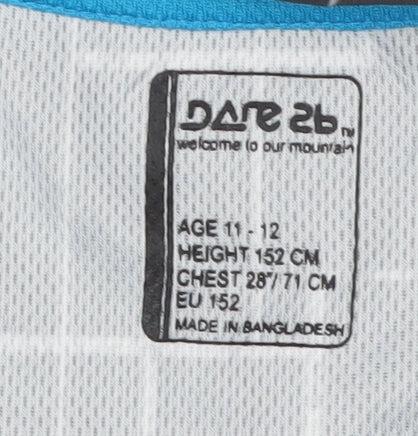 DARE 2b TM
welcome to our mountain
AGE 11 - 12
HEIGHT 152 CM
CHEST 28"/ 71 CM
EU 152
MADE IN BANGLADESH